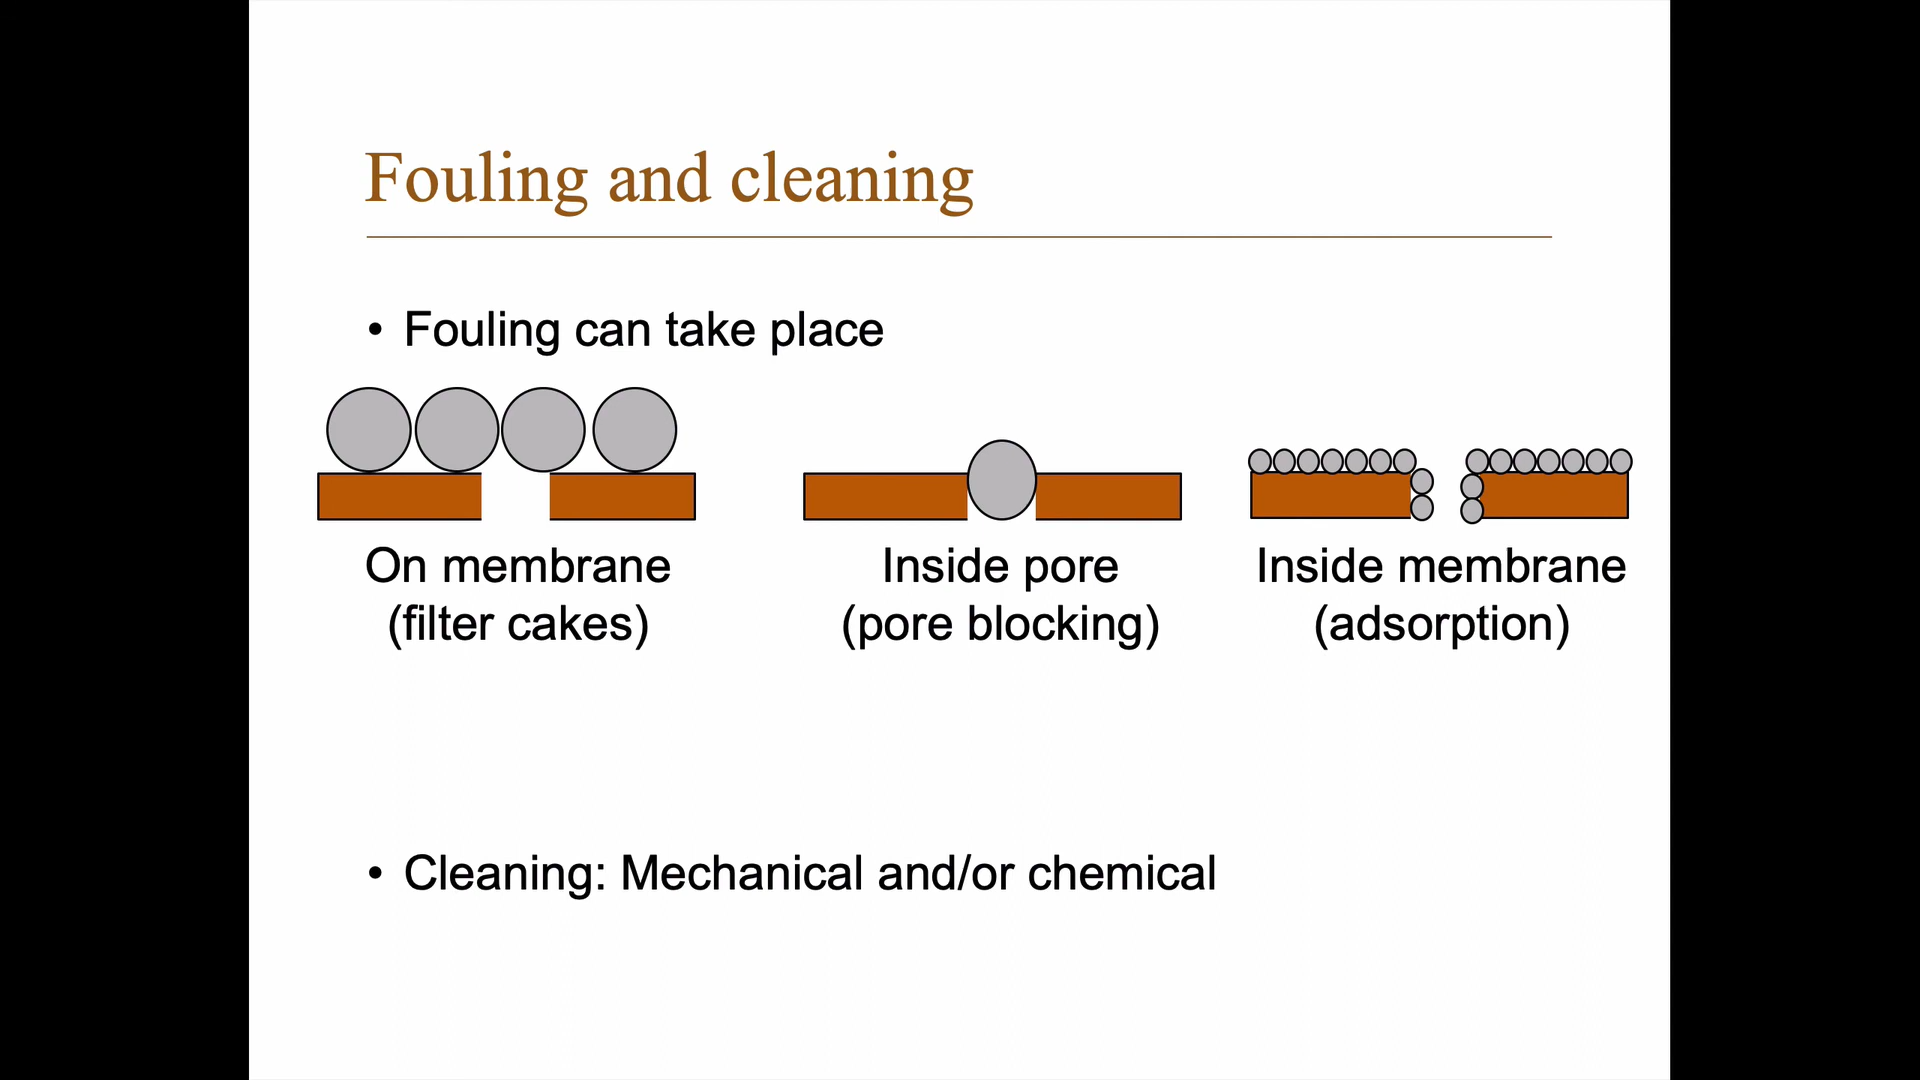 Fouling and cleaning
• Fouling can take place
On membrane
(filter cakes)
Inside pore
(pore blocking)
Inside membrane
(adsorption)
• Cleaning: Mechanical and/or chemical